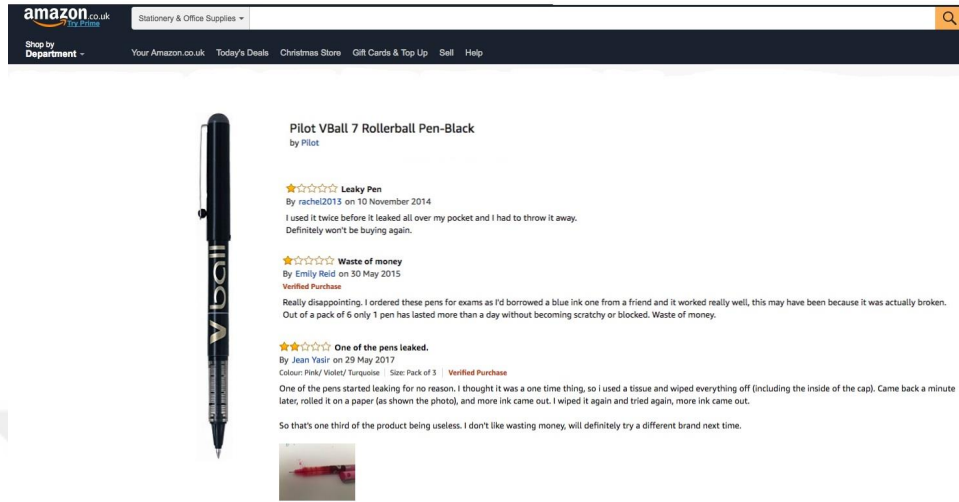 amazon.co.uk
Try Prime
Stationery & Office Supplies
Shop by
Department
Your Amazon.co.uk Today's Deals Christmas Store Gift Cards & Top Up Sell Help
V ball
Pilot VBall 7 Rollerball Pen-Black
by Pilot
Leaky Pen
By rachel2013 on 10 November 2014
I used it twice before it leaked all over my pocket and I had to throw it away.
Definitely won't be buying again.
Waste of money
By Emily Reid on 30 May 2015
Verified Purchase
Really disappointing. I ordered these pens for exams as I'd borrowed a blue ink one from a friend and it worked really well, this may have been because it was actually broken.
Out of a pack of 6 only 1 pen has lasted more than a day without becoming scratchy or blocked. Waste of money.
One of the pens leaked.
By Jean Yasir on 29 May 2017
Colour: Pink/ Violet/ Turquoise | Size: Pack of 3 | Verified Purchase
One of the pens started leaking for no reason. I thought it was a one time thing, so i used a tissue and wiped everything off (including the inside of the cap). Came back a minute
later, rolled it on a paper (as shown the photo), and more ink came out. I wiped it again and tried again, more ink came out.
So that's one third of the product being useless. I don't like wasting money, will definitely try a different brand next time.